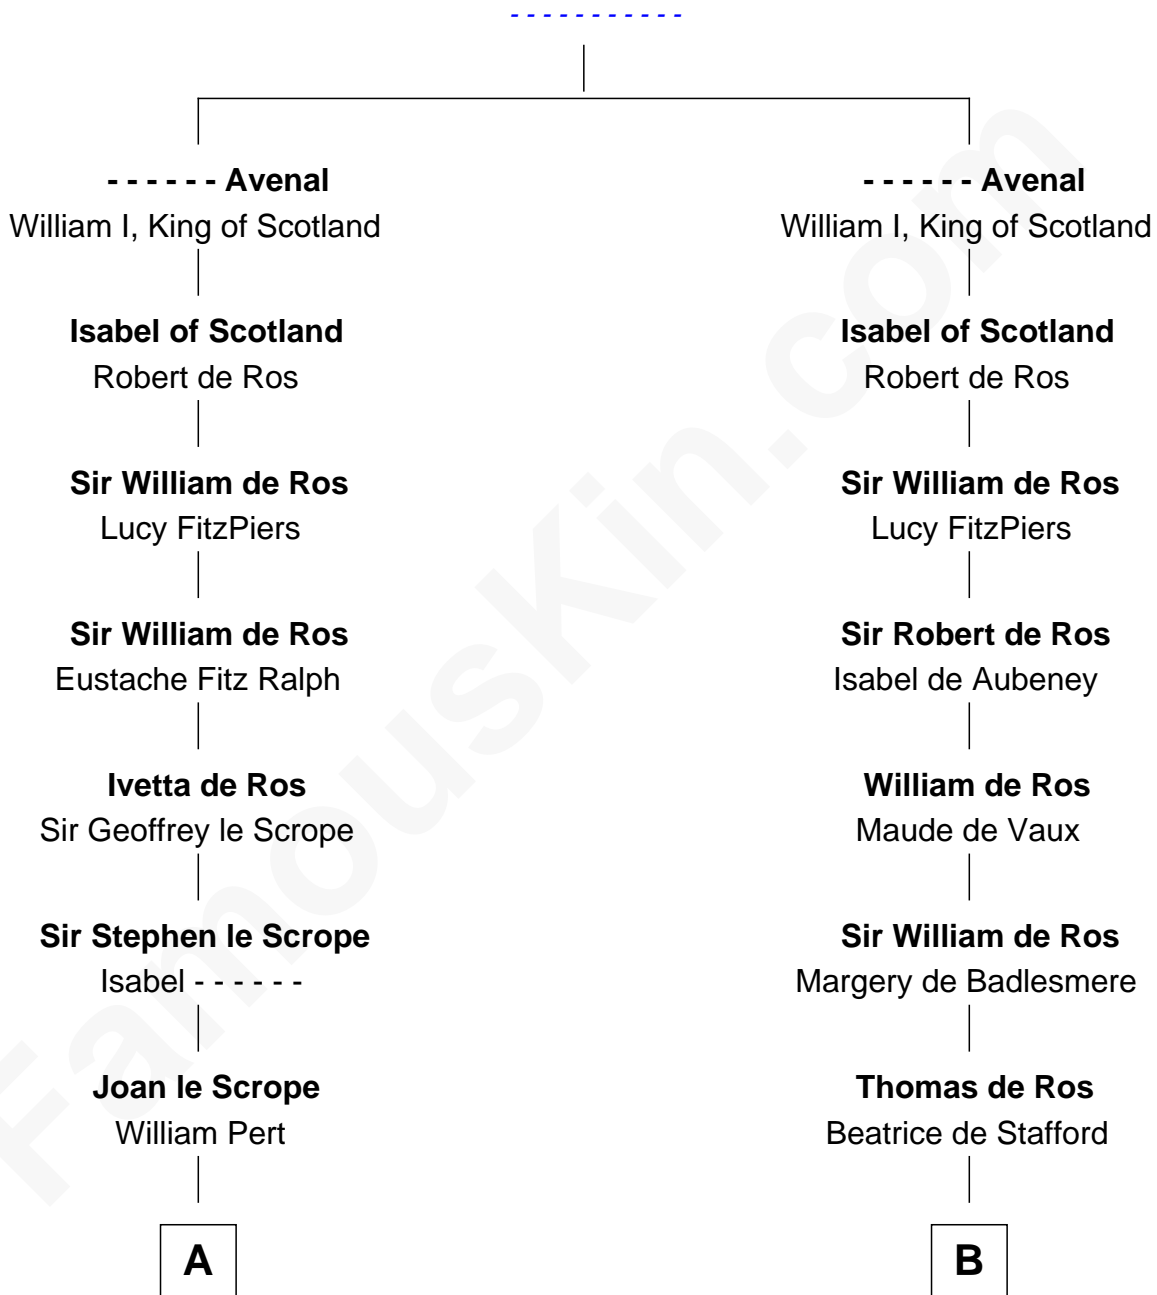 - - - - - - - - - - -
- - - - - - Avenal
William I, King of Scotland
Isabel of Scotland
Robert de Ros
Sir William de Ros
Lucy FitzPiers
Sir William de Ros
Eustache Fitz Ralph
Ivetta de Ros
Sir Geoffrey le Scrope
Sir Stephen le Scrope
Isabel - - - - - -
Joan le Scrope
William Pert
A
- - - - - - Avenal
William I, King of Scotland
Isabel of Scotland
Robert de Ros
Sir William de Ros
Lucy FitzPiers
Sir Robert de Ros
Isabel de Aubeney
William de Ros
Maude de Vaux
Sir William de Ros
Margery de Badlesmere
Thomas de Ros
Beatrice de Stafford
B
FamousKin.com